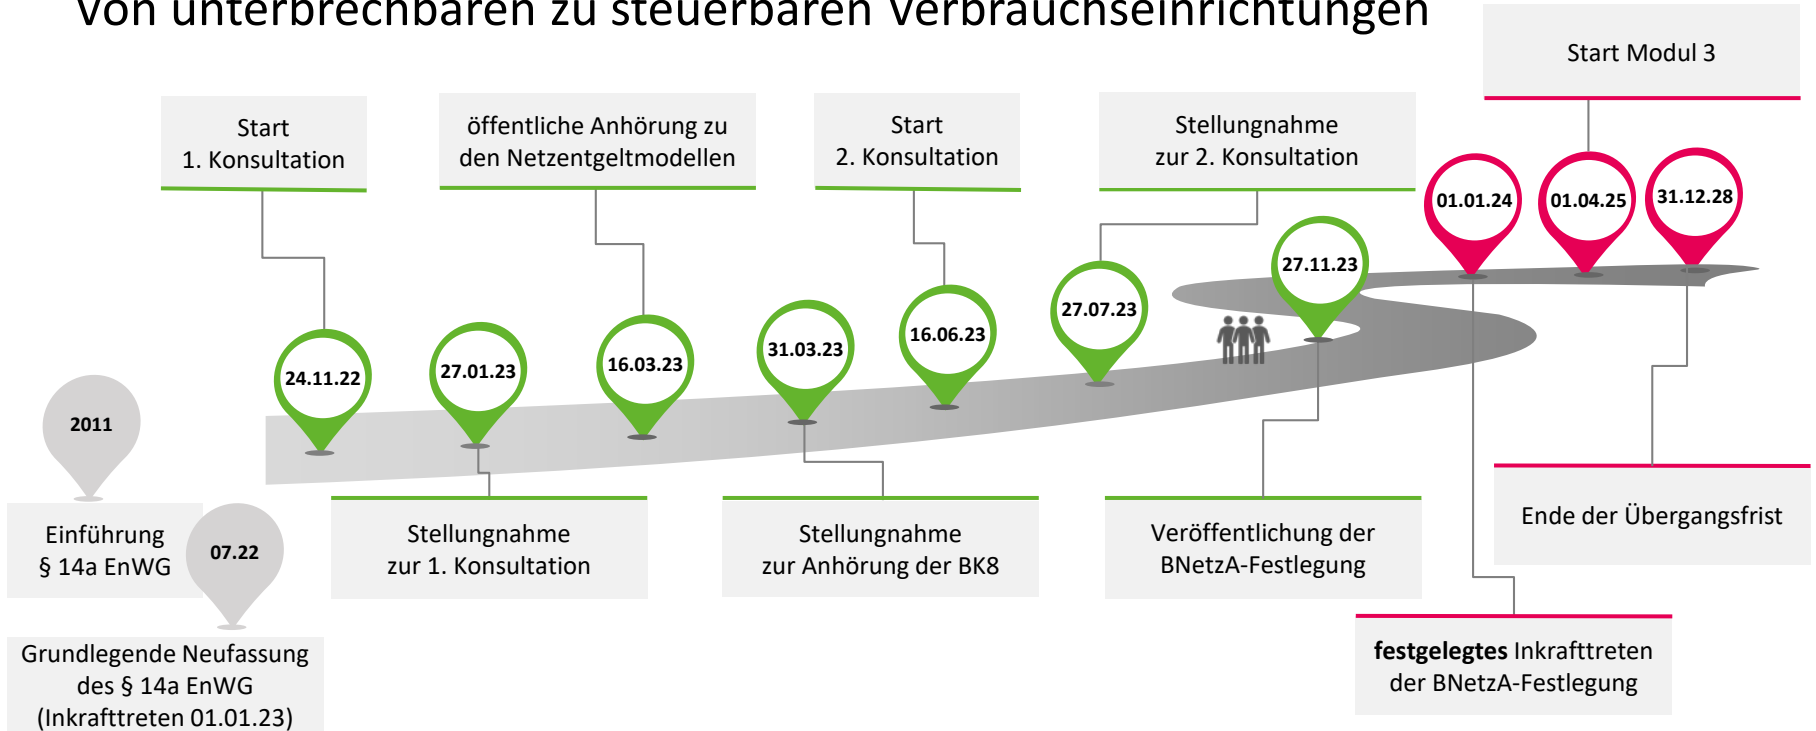 Von unterbrechbaren zu steuerbaren Verbrauchseinrichtungen
Start Modul 3
Start
1. Konsultation
öffentliche Anhörung zu
den Netzentgeltmodellen
Start
2. Konsultation
Stellungnahme
zur 2. Konsultation
01.01.24
01.04.25
31.12.28
27.11.23
27.07.23
16.06.23
31.03.23
16.03.23
27.01.23
24.11.22
2011
Einführung
§ 14a EnWG
07.22
Grundlegende Neufassung
des § 14a EnWG
(Inkrafttreten 01.01.23)
Stellungnahme
zur 1. Konsultation
Stellungnahme
zur Anhörung der BK8
Veröffentlichung der
BNetzA-Festlegung
Ende der Übergangsfrist
festgelegtes Inkrafttreten
der BNetzA-Festlegung